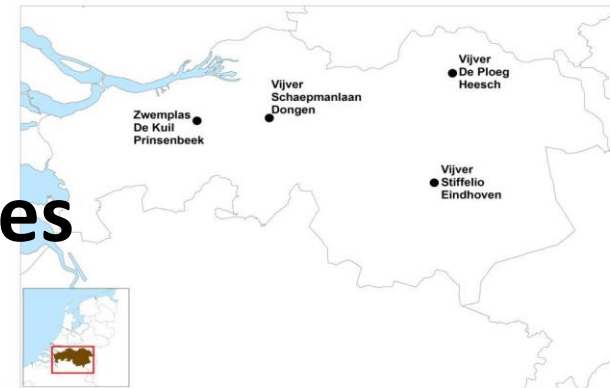 Vijver
De Ploeg
Heesch
Vijver
Schaepmanlaan
Dongen
Zwemplas
De Kuil
Prinsenbeek
Vijver
Stiffelio
Eindhoven
es